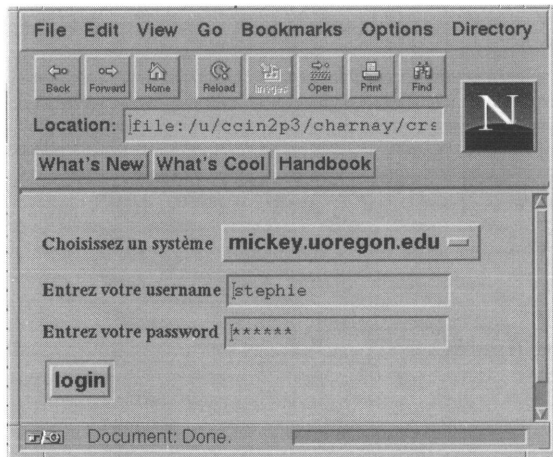 File Edit View Go Bookmarks Options Directory
Back Forward Home Reload Images Open Print Find
N
Location: file:/u/ccin2p3/charnay/crs
What's New What's Cool Handbook
Choisissez un système mickey.uoregon.edu
Entrez votre username stephie
Entrez votre password ******
login
Document: Done.